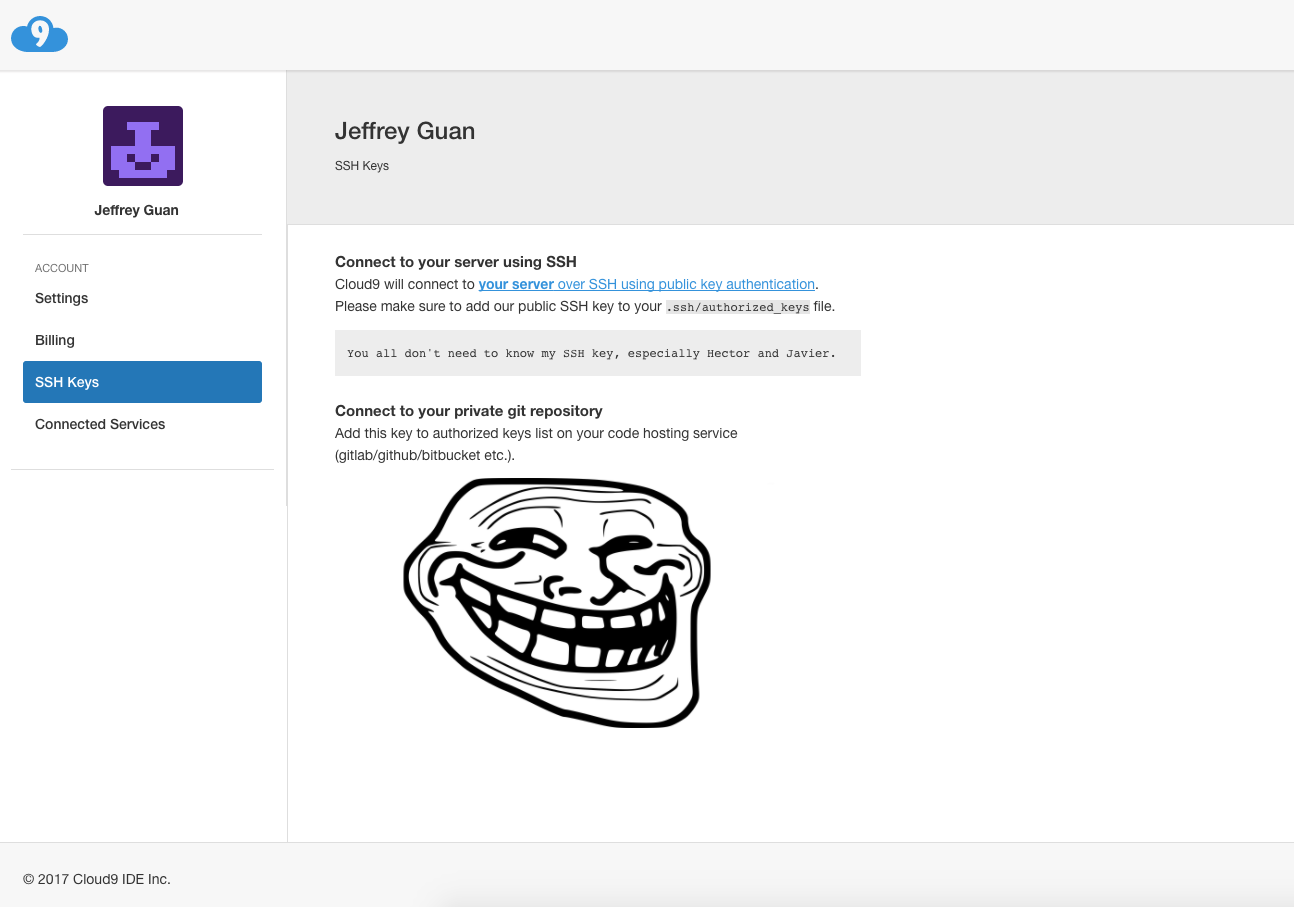 9
Jeffrey Guan
ACCOUNT
Settings
Billing
SSH Keys
Connected Services
Jeffrey Guan
SSH Keys
Connect to your server using SSH
Cloud9 will connect to your server over SSH using public key authentication.
Please make sure to add our public SSH key to your .ssh/authorized_keys file.
You all don't need to know my SSH key, especially Hector and Javier.
Connect to your private git repository
Add this key to authorized keys list on your code hosting service
(gitlab/github/bitbucket etc.).
© 2017 Cloud9 IDE Inc.